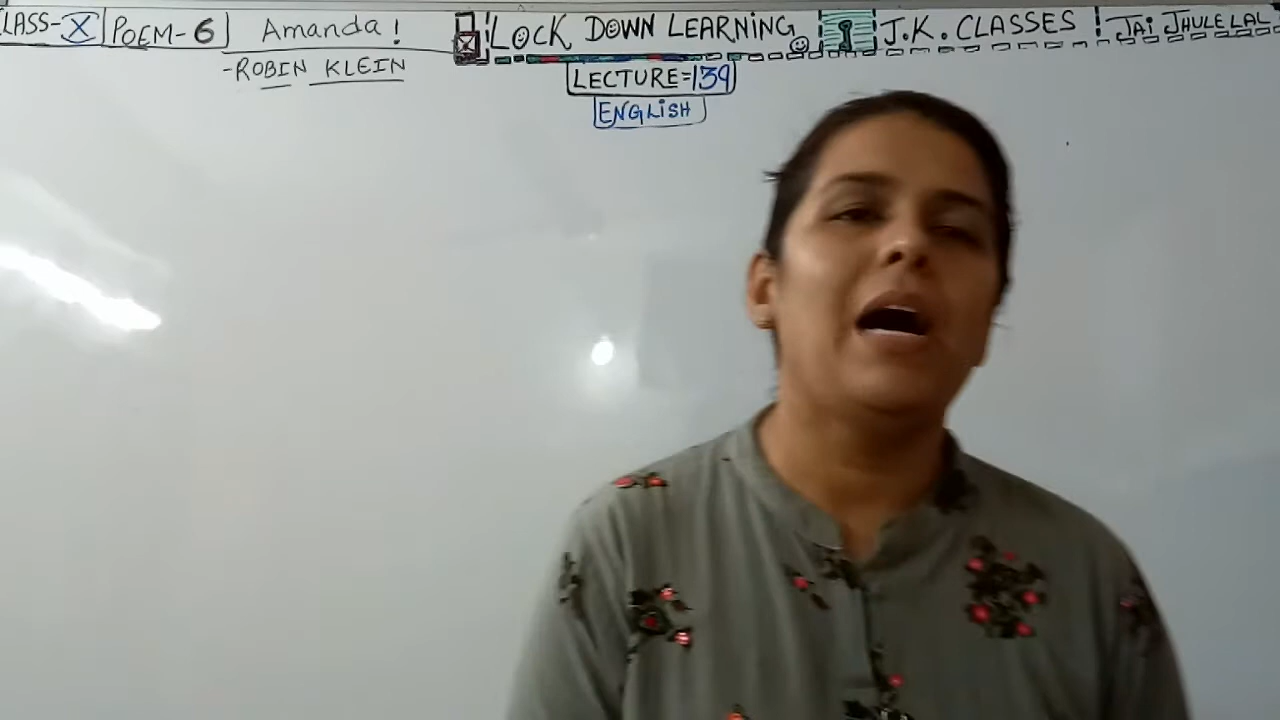 LASS-X POEM-6 Amanda! LOCK DOWN LEARNING J.K. CLASSES ! JAI JHULELAL
-ROBIN KLEIN
LECTURE=139
ENGLISH